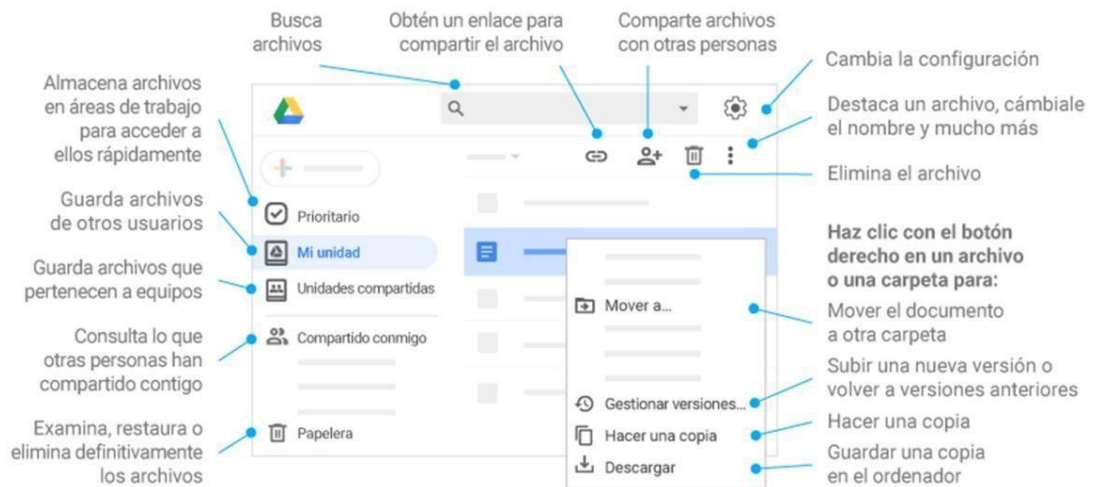 Busca
archivos
Obtén un enlace para
compartir el archivo
Comparte archivos
con otras personas
Cambia la configuración
Destaca un archivo, cámbiale
el nombre y mucho más
Elimina el archivo
Almacena archivos
en áreas de trabajo
para acceder a
ellos rápidamente
Guarda archivos
de otros usuarios
Guarda archivos que
pertenecen a equipos
Consulta lo que
otras personas han
compartido contigo
Examina, restaura o
elimina definitivamente
los archivos
Prioritario
Mi unidad
Unidades compartidas
Compartido conmigo
Papelera
Mover a...
Gestionar versiones...
Hacer una copia
Descargar
Haz clic con el botón
derecho en un archivo
o una carpeta para:
Mover el documento
a otra carpeta
Subir una nueva versión o
volver a versiones anteriores
Hacer una copia
Guardar una copia
en el ordenador